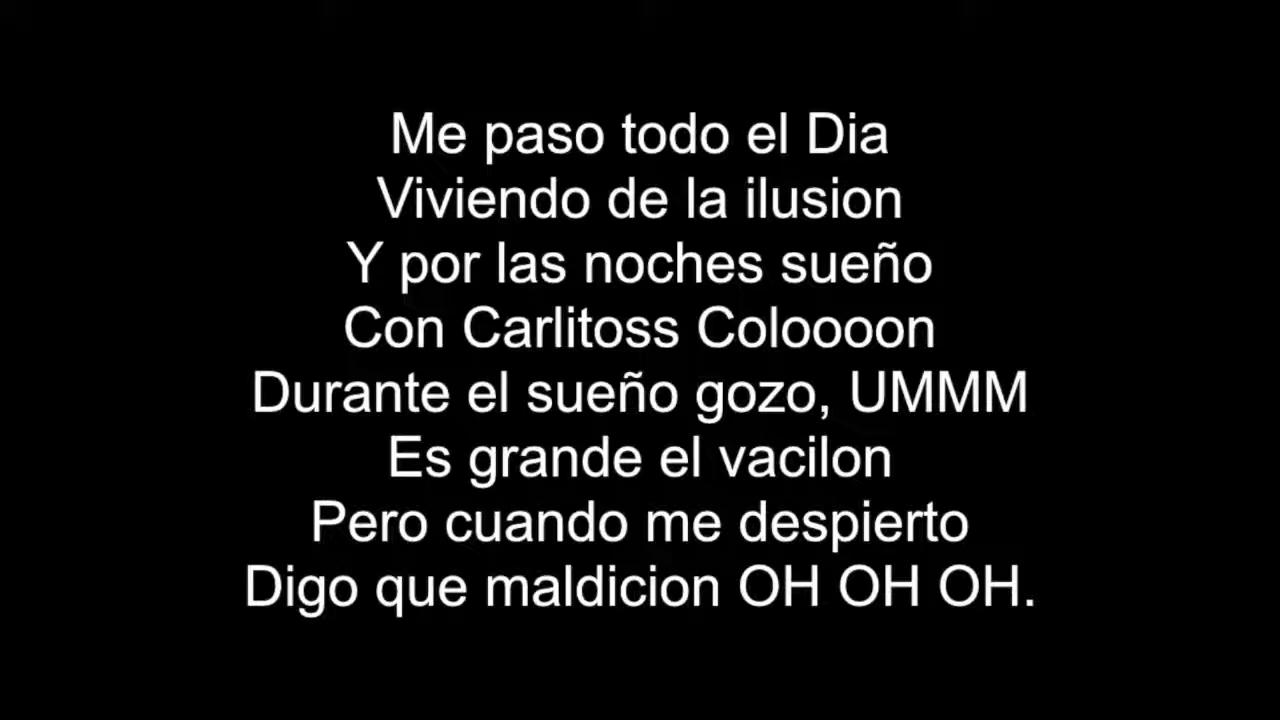 Me paso todo el Dia
Viviendo de la ilusion
Y por las noches sueño
Con Carlitoss Coloooon
Durante el sueño gozo, UMMM
Es grande el vacilon
Pero cuando me despierto
Digo que maldicion OH OH OH.